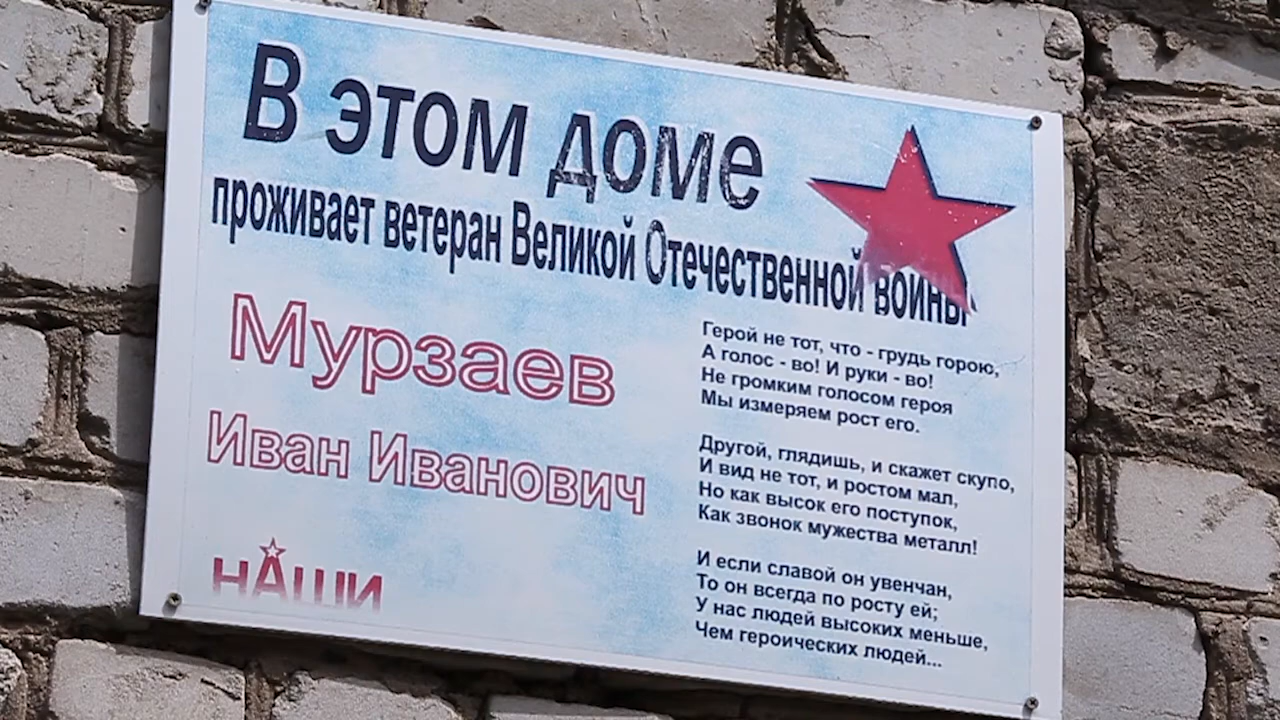 В этом доме
проживает ветеран Великой Отечественной войны
Мурзаев
Иван Иванович
НАШИ
Герой не тот, что - грудь горою,
А голос - во! И руки - во!
Не громким голосом героя
Мы измеряем рост его.
Другой, глядишь, и скажет скупо,
И вид не тот, и ростом мал,
Но как высок его поступок,
Как звонок мужества металл!
И если славой он увенчан,
То он всегда по росту ей;
У нас людей высоких меньше,
Чем героических людей...